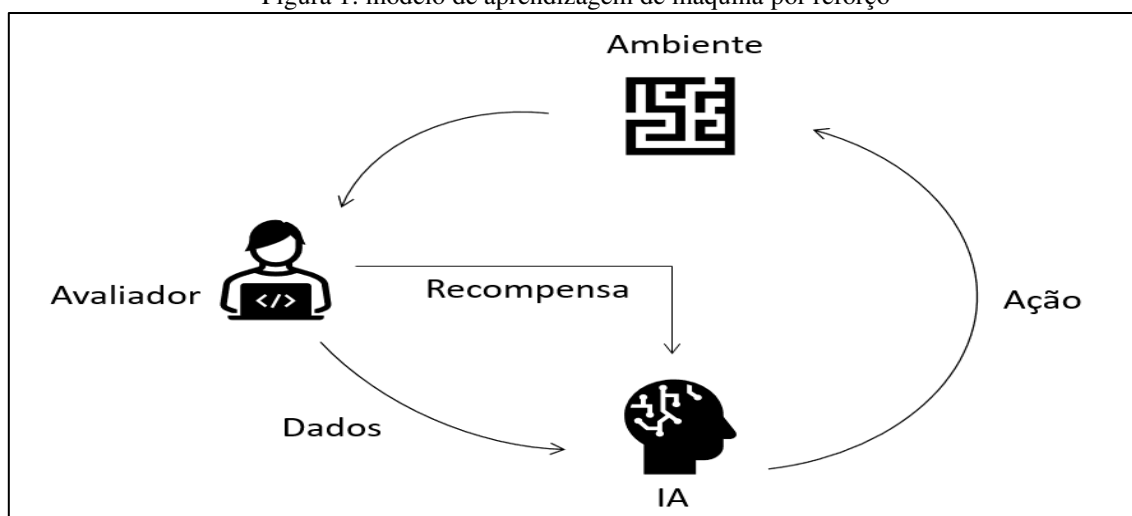 Figura 1: modelo de aprendizagem de máquina por reforço
Ambiente
Avaliador
</>
Recompensa
Ação
Dados
IA